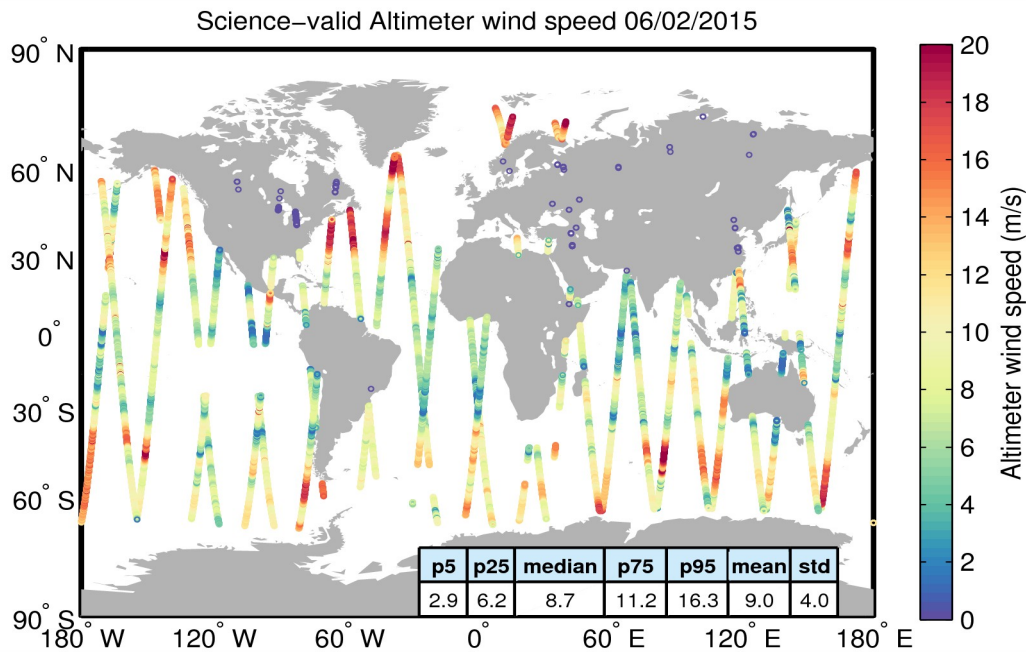 Science−valid Altimeter wind speed 06/02/2015
90° N
60° N
30° N
0°
30° S
60° S
90° S
180° W
120° W
60° W
0°
60° E
120° E
180° E
p5 p25 median p75 p95 mean std
2.9 6.2 8.7 11.2 16.3 9.0 4.0
20
18
16
14
12
10
8
6
4
2
0
Altimeter wind speed (m/s)